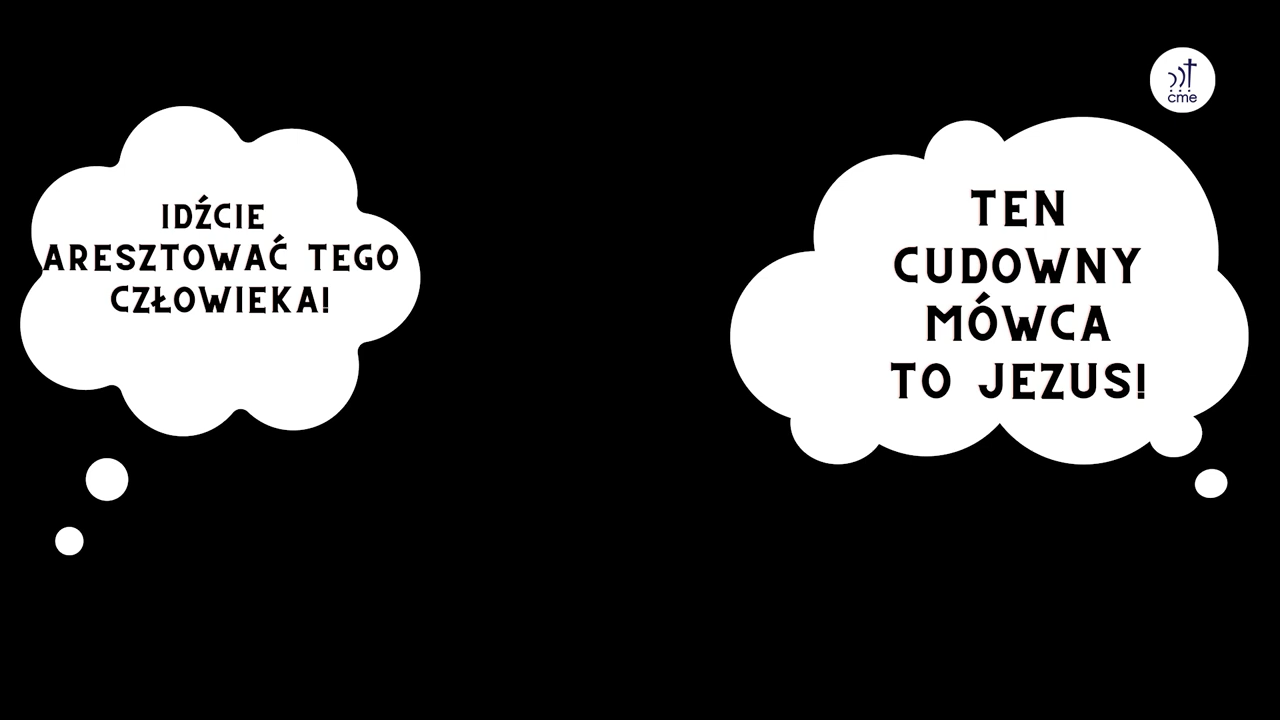 IDŹCIE
ARESZTOWAĆ TEGO
CZŁOWIEKA!
cme
TEN
CUDOWNY
MÓWCA
TO JEZUS!